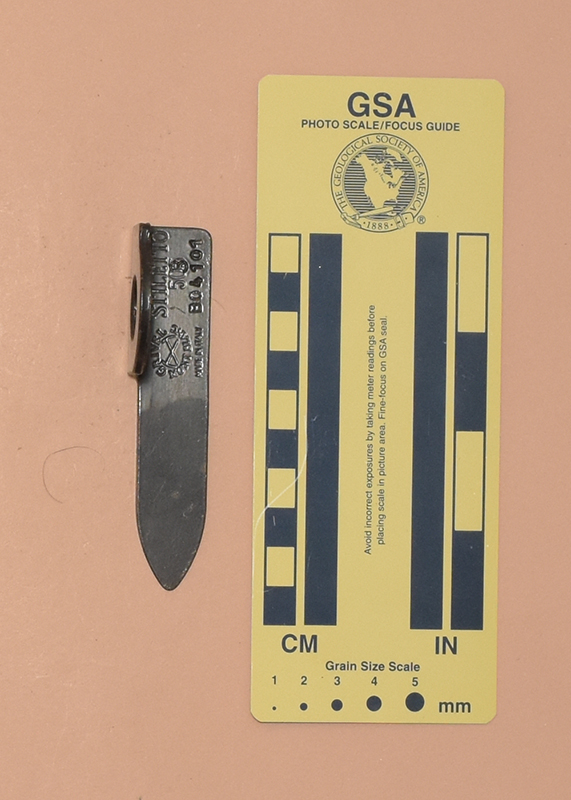 GSA
PHOTO SCALE/FOCUS GUIDE
THE GEOLOGICAL SOCIETY OF AMERICA
1888
®
Avoid incorrect exposures by taking meter readings before
placing scale in picture area. Fine-focus on GSA seal.
CM
IN
Grain Size Scale
1 2 3 4 5
mm
STILETTO